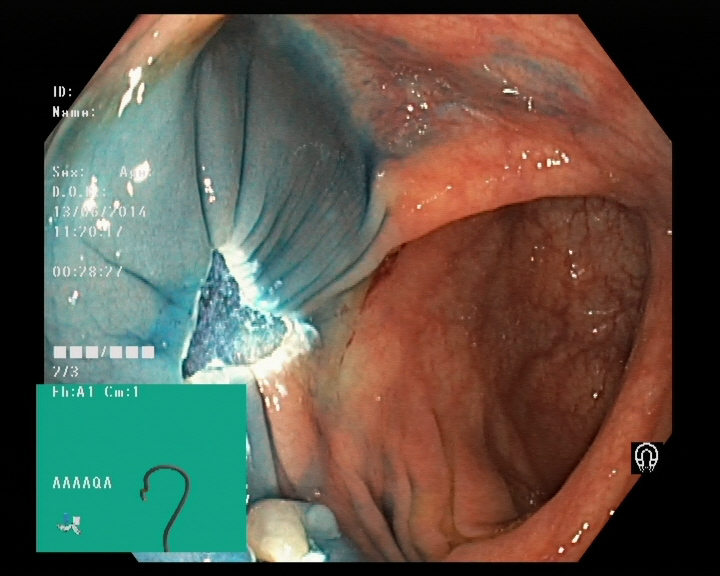 ID:
Name:
Sex: Age:
D.O.B.:
13/06/2014
11:20:17
00:28:27
2/3
Eh:A1 Cm:1
AAAAQA